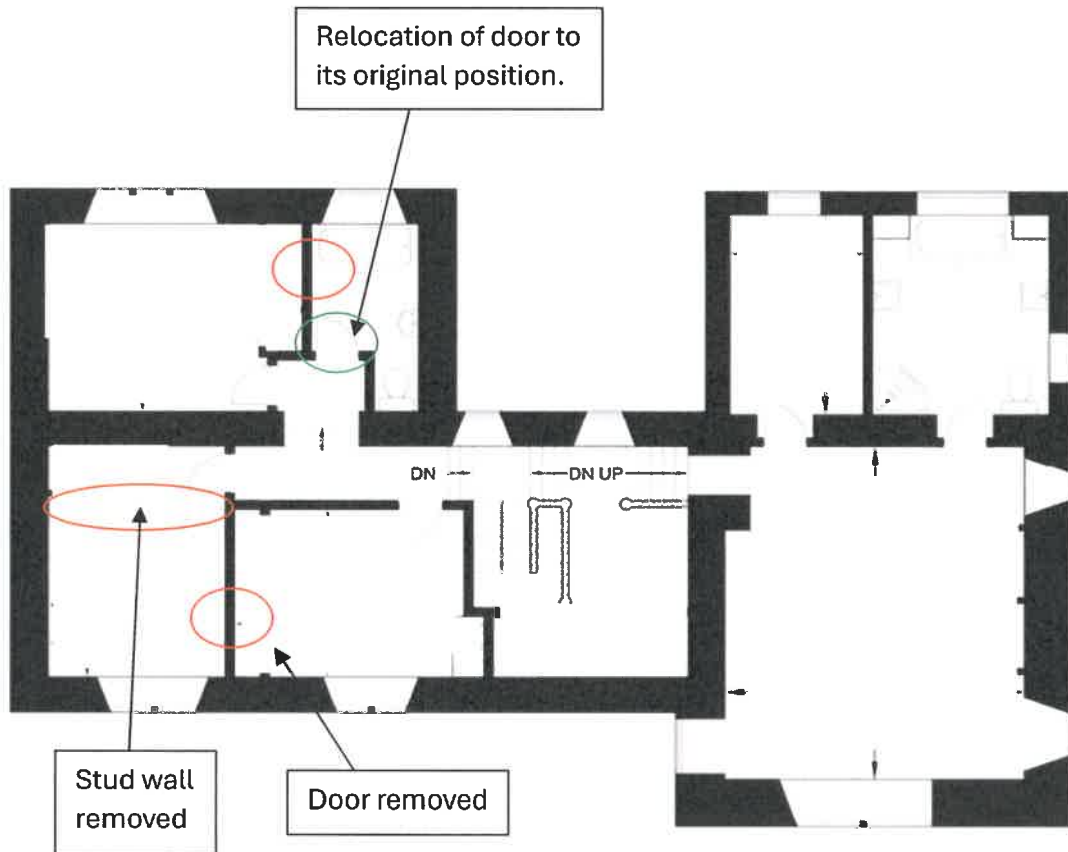 Relocation of door to
its original position.
DN
DN UP
Stud wall
removed
Door removed